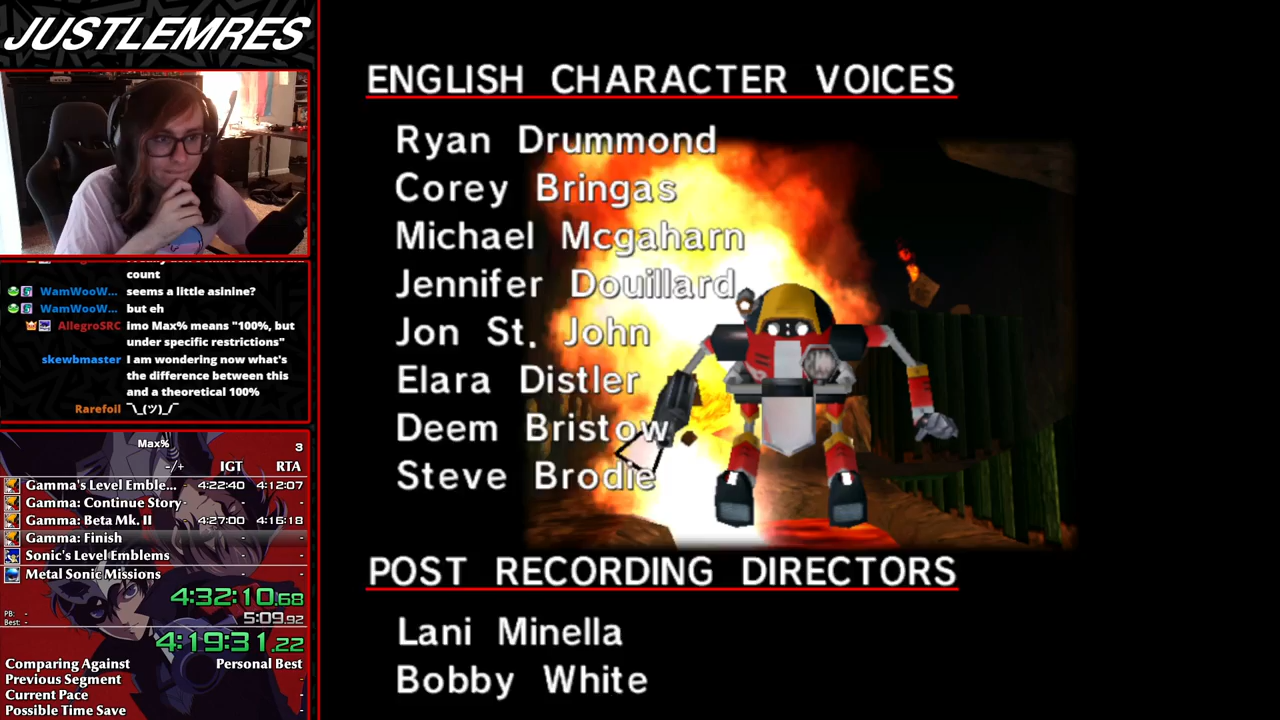 JUSTLEMRES
count
WamWooW... seems a little asinine?
WamWooW... but eh
AllegroSRC Imo Max% means "100%, but
under specific restrictions"
skewbmaster I am wondering now what's
the difference between this
and a theoretical 100%
Rarefoil ¯\_(ツ)_/¯
Max% 3
-/+ IGT RTA
Gamma's Level Emble... - 4:22:40 4:12:07
Gamma: Continue Story - - -
Gamma: Beta Mk. II - 4:27:00 4:16:18
Gamma: Finish - -
Sonic's Level Emblems - -
Metal Sonic Missions - -
4:32:10.68
PB: -
Best: -
5:09.92
4:19:31.22
Comparing Against Personal Best
Previous Segment -
Current Pace -
Possible Time Save -
ENGLISH CHARACTER VOICES
Ryan Drummond
Corey Bringas
Michael Mcgaharn
Jennifer Douillard
Jon St. John
Elara Distler
Deem Bristow
Steve Brodie
POST RECORDING DIRECTORS
Lani Minella
Bobby White